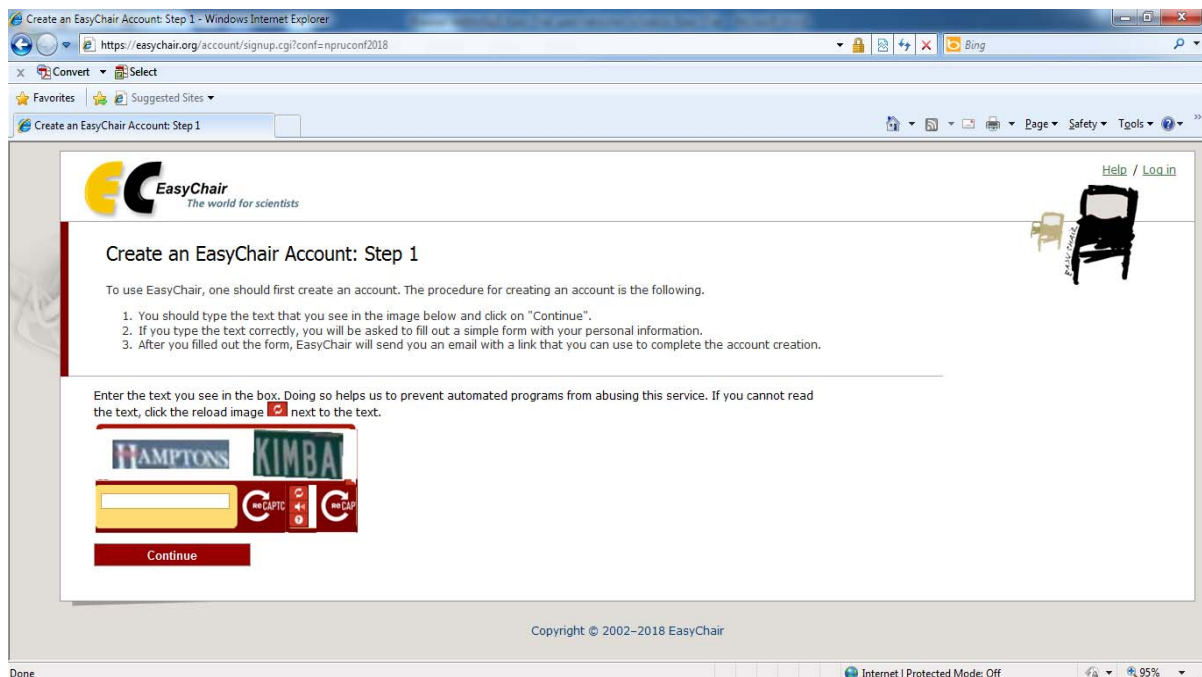 Create an EasyChair Account: Step 1 - Windows Internet Explorer
https://easychair.org/account/signup.cgi?conf=npruconf2018
Bing
x Convert Select
Favorites Suggested Sites
Create an EasyChair Account: Step 1
Page Safety Tools
Help / Log in
EC EasyChair
The world for scientists
EASY CHAIR
Create an EasyChair Account: Step 1
To use EasyChair, one should first create an account. The procedure for creating an account is the following.
1. You should type the text that you see in the image below and click on "Continue".
2. If you type the text correctly, you will be asked to fill out a simple form with your personal information.
3. After you filled out the form, EasyChair will send you an email with a link that you can use to complete the account creation.
Enter the text you see in the box. Doing so helps us to prevent automated programs from abusing this service. If you cannot read
the text, click the reload image next to the text.
HAMPTONS KIMBA
reCAPTC reCAP
Continue
Copyright © 2002–2018 EasyChair
Done
Internet | Protected Mode: Off
95%